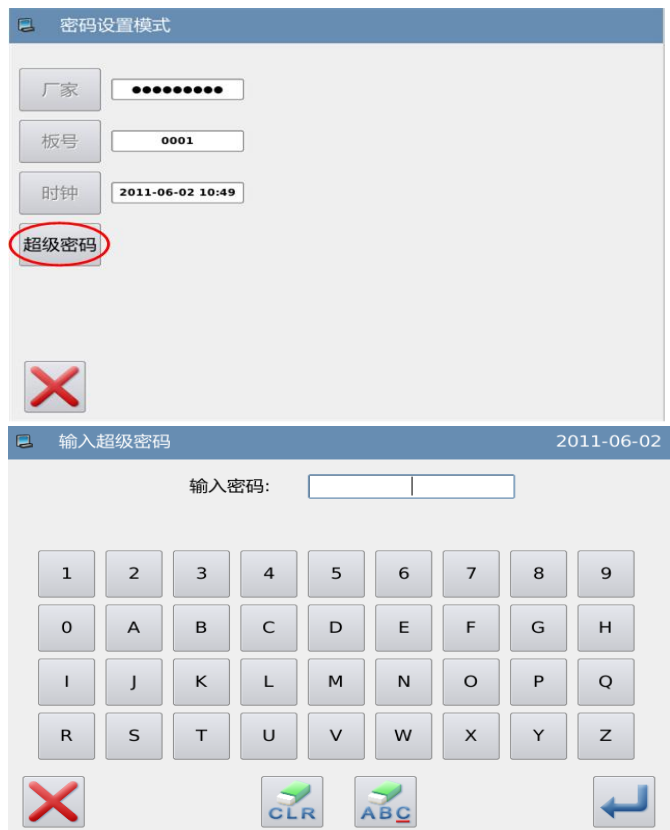 密码设置模式
厂家 ●●●●●●●●●
板号 0001
时钟 2011-06-02 10:49
超级密码
输入超级密码 2011-06-02
输入密码:
1 2 3 4 5 6 7 8 9
0 A B C D E F G H
I J K L M N O P Q
R S T U V W X Y Z
CLR ABC